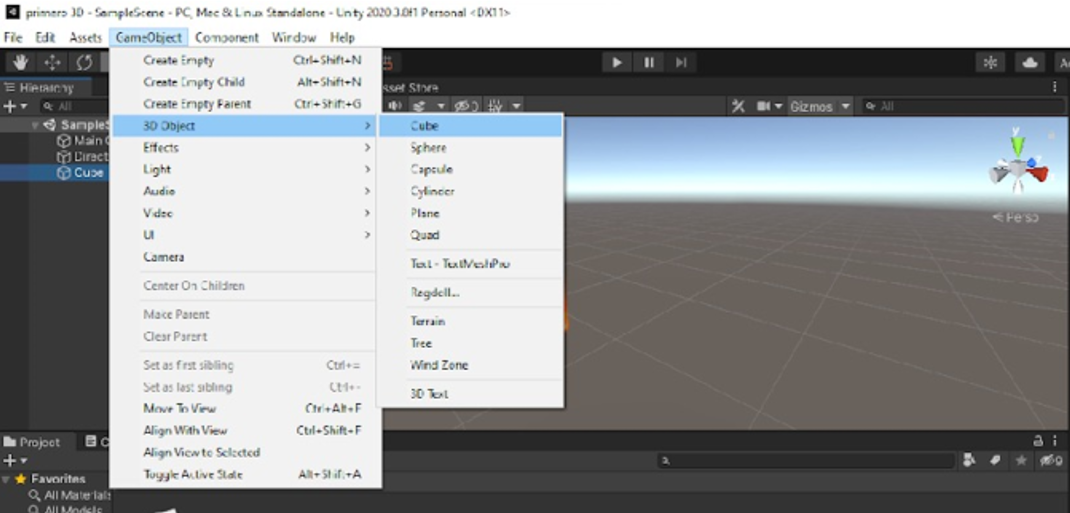 primero 3D - SampleScene - PC, Mac & Linux Standalone - Unity 2020.3.0f1 Personal <DX11>
File Edit Assets GameObject Component Window Help
Hierarchy
All
Main
Direct
Cube
Create Empty Ctrl+Shift+N
Create Empty Child Alt+Shift+N
Create Empty Parent Ctrl+Shift+G
3D Object
Effects
Light
Audio
Video
UI
Camera
Center On Children
Make Parent
Clear Parent
Set as first sibling Ctrl+=
Set as last sibling Ctrl+-
Move To View Ctrl+Alt+F
Align With View Ctrl+Shift+F
Align View to Selected
Toggle Active State Alt+Shift+A
Cube
Sphere
Capsule
Cylinder
Plane
Quad
Text - TextMeshPro
Ragdoll...
Terrain
Tree
Wind Zone
3D Text
sset Store
Gizmos All
y
Persp
Project
Favorites
All Materials
All Models